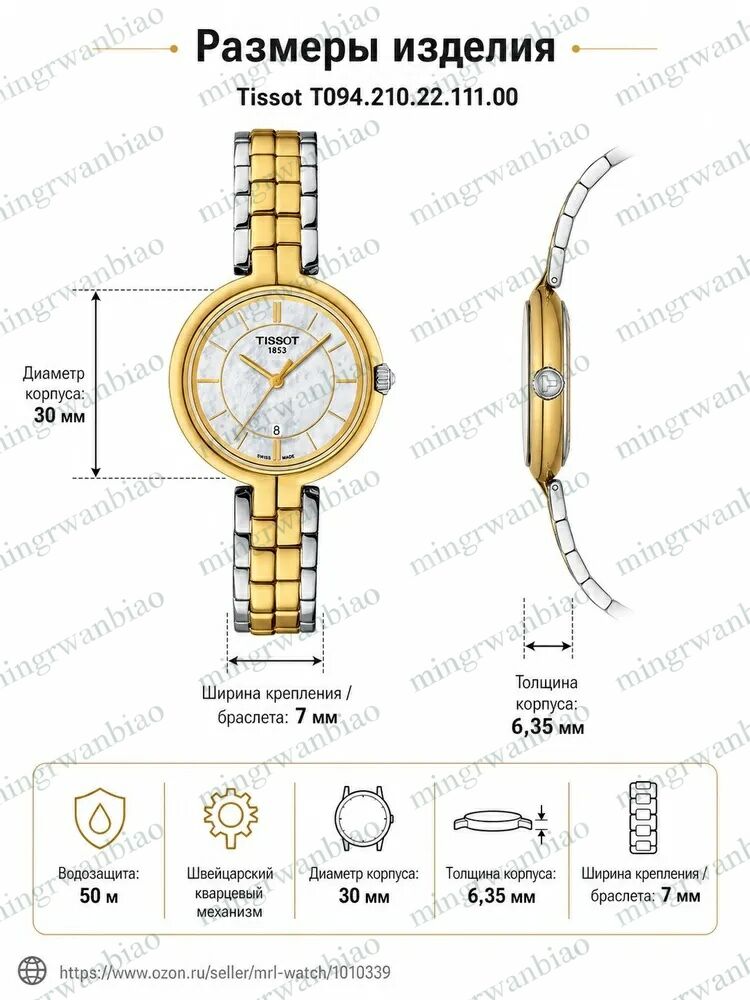 Размеры изделия
Tissot T094.210.22.111.00
TISSOT
1853
6
SWISS MADE
Диаметр
корпуса:
30 мм
Ширина крепления /
браслета: 7 мм
Толщина
корпуса:
6,35 мм
Водозащита:
50 м
Швейцарский
кварцевый
механизм
Диаметр корпуса:
30 мм
Толщина корпуса:
6,35 мм
Ширина крепления /
браслета: 7 мм
https://www.ozon.ru/seller/mrl-watch/1010339
mingrwanbiao